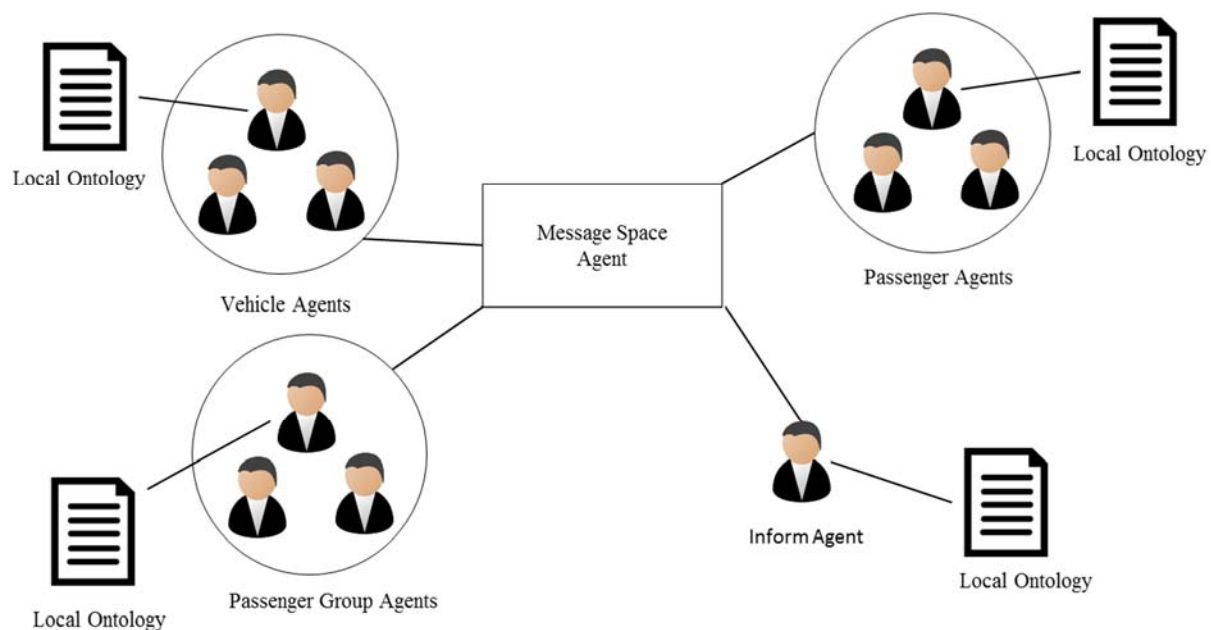 Local Ontology
Vehicle Agents
Message Space
Agent
Local Ontology
Passenger Agents
Local Ontology
Passenger Group Agents
Inform Agent
Local Ontology